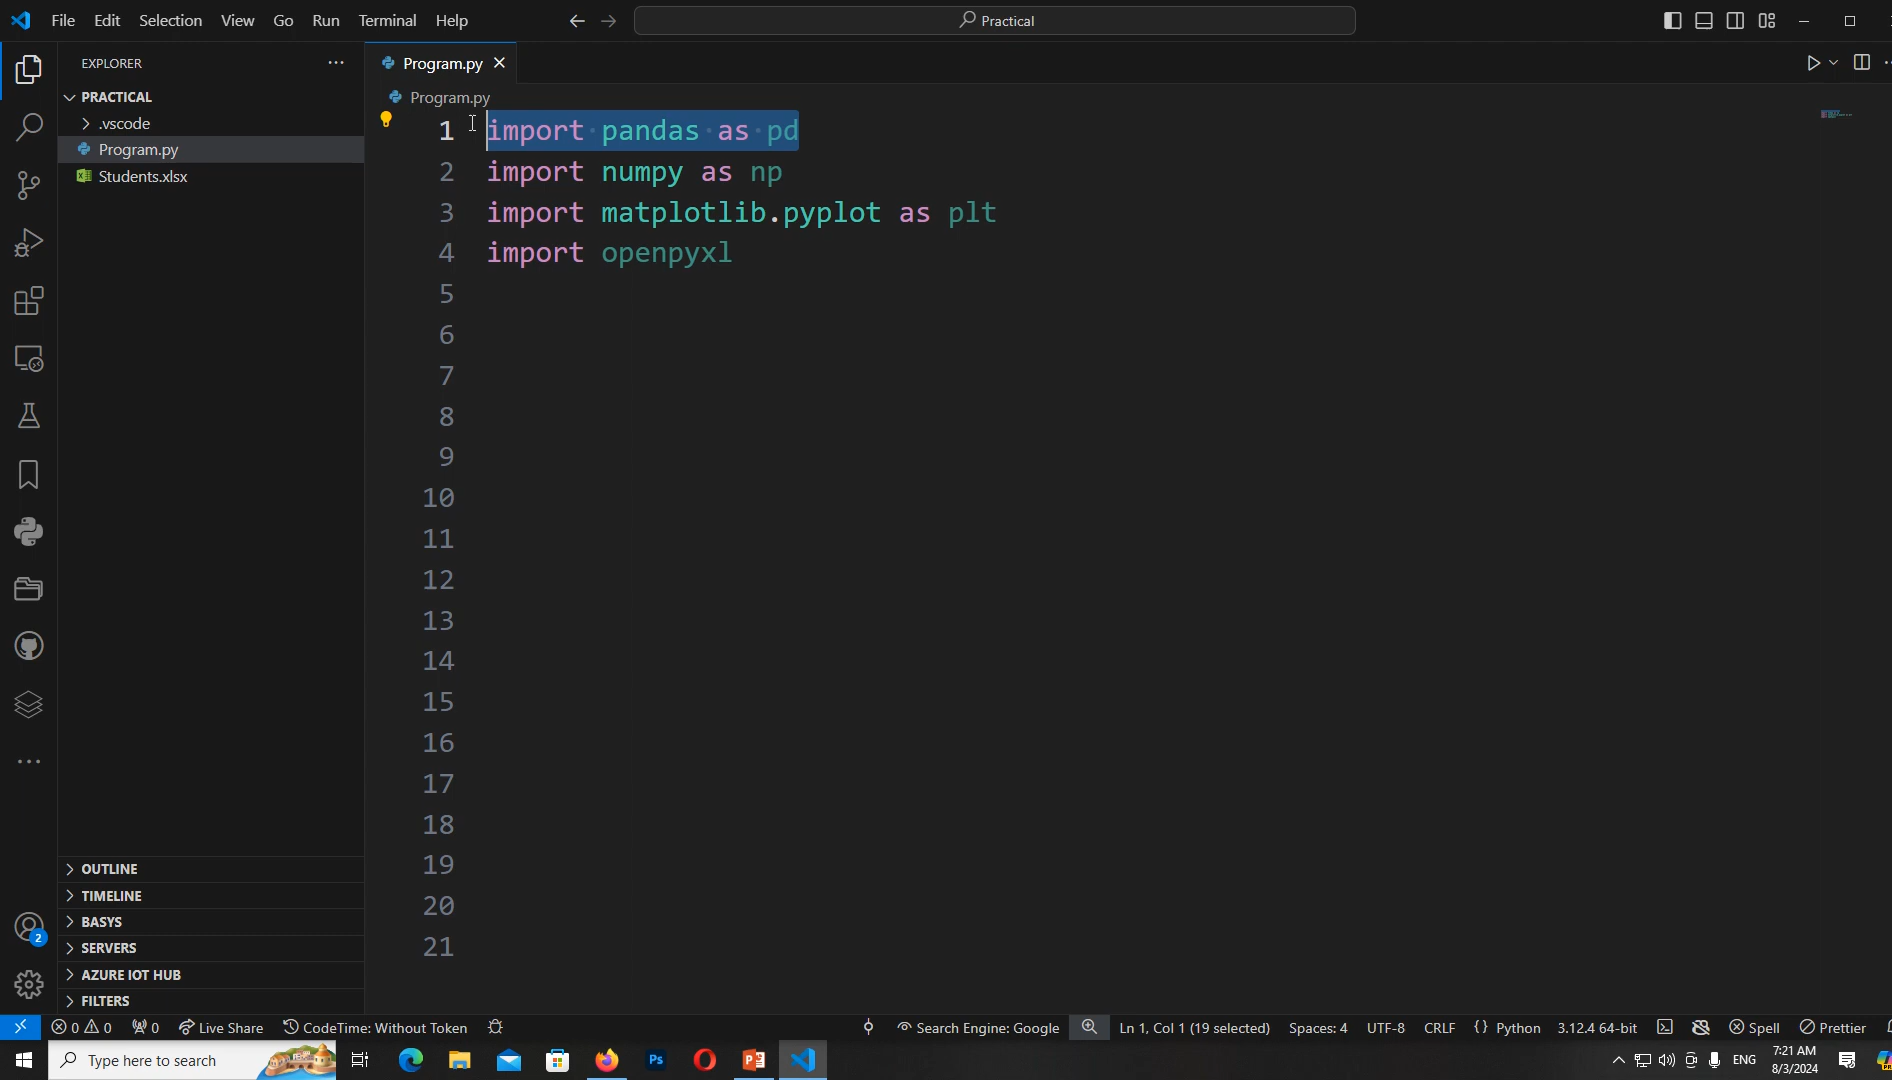 File Edit Selection View Go Run Terminal Help
Practical
EXPLORER
PRACTICAL
.vscode
Program.py
Students.xlsx
OUTLINE
TIMELINE
BASYS
SERVERS
AZURE IOT HUB
FILTERS
2
Program.py
Program.py
1 import pandas as pd
2 import numpy as np
3 import matplotlib.pyplot as plt
4 import openpyxl
5
6
7
8
9
10
11
12
13
14
15
16
17
18
19
20
21
0 0 0 Live Share CodeTime: Without Token Search Engine: Google Ln 1, Col 1 (19 selected) Spaces: 4 UTF-8 CRLF {} Python 3.12.4 64-bit Spell Prettier
Type here to search Ps ENG 7:21 AM
8/3/2024